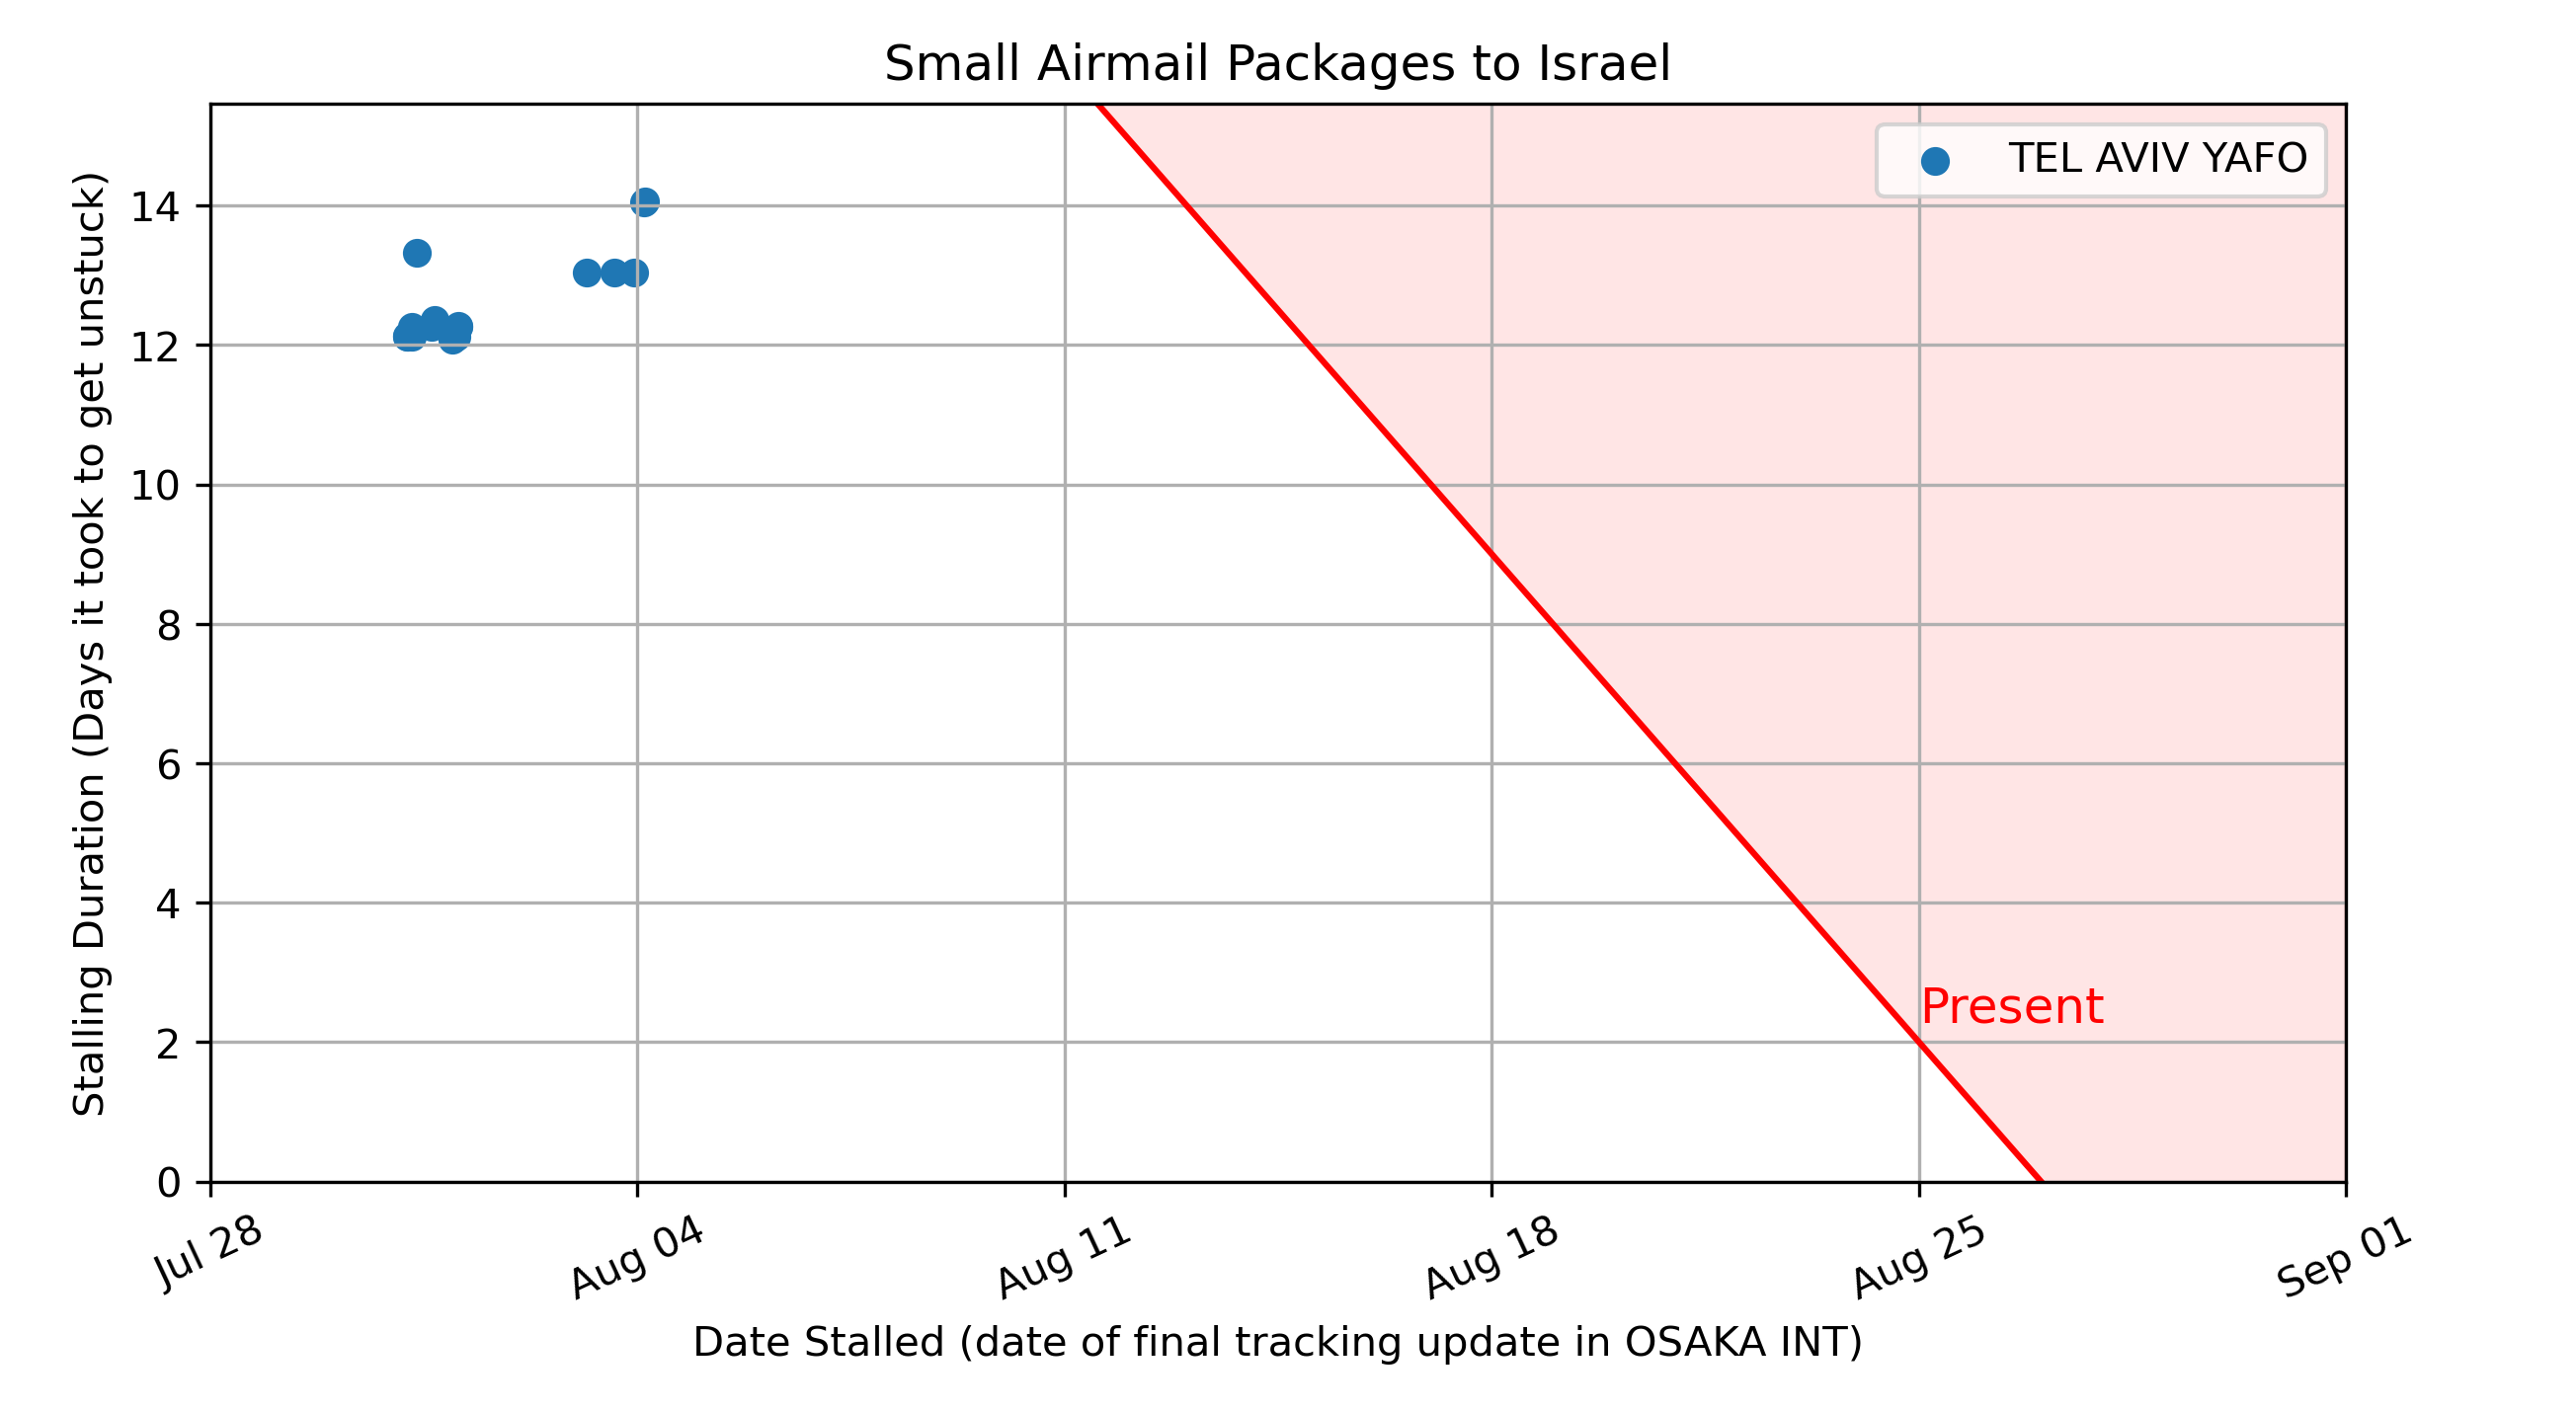 Small Airmail Packages to Israel
TEL AVIV YAFO
Stalling Duration (Days it took to get unstuck)
14
12
10
8
6
4
2
0
Present
Jul 28
Aug 04
Aug 11
Aug 18
Aug 25
Sep 01
Date Stalled (date of final tracking update in OSAKA INT)